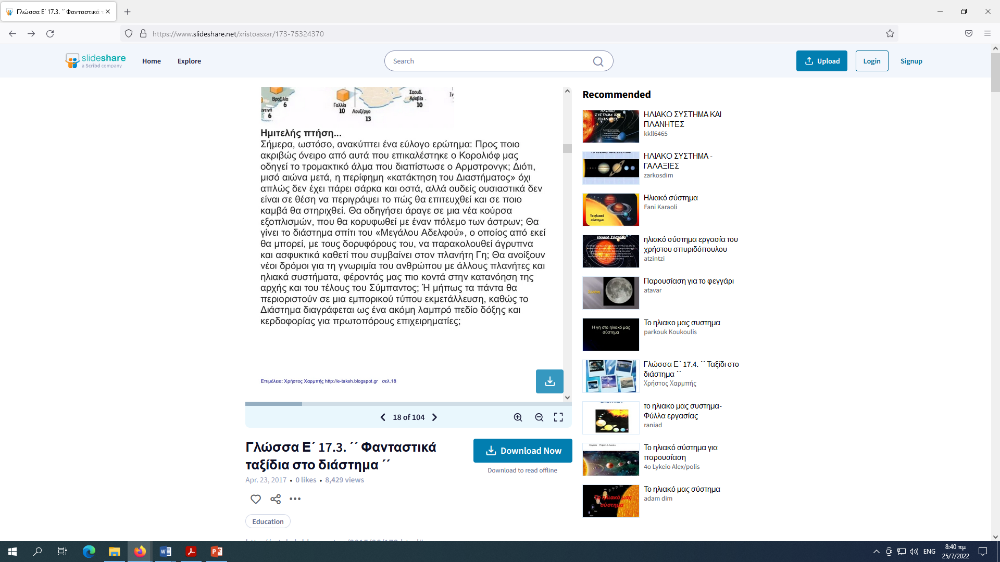 Γλώσσα Ε΄ 17.3. ΄΄ Φανταστικά τ
https://www.slideshare.net/xristoasxar/173-75324370
slideshare
a Scribd company
Home
Explore
Search
Upload
Login
Signup
Βραζιλία
6
6
Γαλλία
10
Λουξ/ργο
13
Σαουδ.
Αραβία
10
Ημιτελής πτήση...
Σήμερα, ωστόσο, ανακύπτει ένα εύλογο ερώτημα: Προς ποιο
ακριβώς όνειρο από αυτά που επικαλέστηκε ο Κορολιόφ μας
οδηγεί το τρομακτικό άλμα που διαπίστωσε ο Αρμστρονγκ; Διότι,
μισό αιώνα μετά, η περίφημη «κατάκτηση του Διαστήματος» όχι
απλώς δεν έχει πάρει σάρκα και οστά, αλλά ουδείς ουσιαστικά δεν
είναι σε θέση να περιγράψει το πώς θα επιτευχθεί και σε ποιο
καμβά θα στηριχθεί. Θα οδηγήσει άραγε σε μια νέα κούρσα
εξοπλισμών, που θα κορυφωθεί με έναν πόλεμο των άστρων; Θα
γίνει το διάστημα σπίτι του «Μεγάλου Αδελφού», ο οποίος από εκεί
θα μπορεί, με τους δορυφόρους του, να παρακολουθεί άγρυπνα
και ασφυκτικά καθετί που συμβαίνει στον πλανήτη Γη; Θα ανοίξουν
νέοι δρόμοι για τη γνωριμία του ανθρώπου με άλλους πλανήτες και
ηλιακά συστήματα, φέροντάς μας πιο κοντά στην κατανόηση της
αρχής και του τέλους του Σύμπαντος; Ή μήπως τα πάντα θα
περιοριστούν σε μια εμπορικού τύπου εκμετάλλευση, καθώς το
Διάστημα διαγράφεται ως ένα ακόμη λαμπρό πεδίο δόξης και
κερδοφορίας για πρωτοπόρους επιχειρηματίες;
Επιμέλεια: Χρήστος Χαρμπής http://e-taksh.blogspot.gr σελ.18
18 of 104
Γλώσσα Ε΄ 17.3. ΄΄ Φανταστικά
ταξίδια στο διάστημα ΄΄
Apr. 23, 2017 • 0 likes • 8,429 views
Download Now
Download to read offline
Education
Recommended
ΗΛΙΑΚΟ ΣΥΣΤΗΜΑ ΚΑΙ
ΠΛΑΝΗΤΕΣ
kkll6465
ΗΛΙΑΚΟ ΣΥΣΤΗΜΑ -
ΓΑΛΑΞΙΕΣ
zarkosdim
Το ηλιακό
σύστημα
Ηλιακό σύστημα
Fani Karaoli
Ηλιακό Σύστημα
ηλιακό σύστημα εργασία του
χρήστου σπυριδόπουλου
atzintzi
Παρουσίαση για το φεγγάρι
atavar
Η γη στο ηλιακό μας
σύστημα
Το ηλιακο μας συστημα
parkouk Koukoulis
Γλώσσα Ε΄ 17.4. ΄΄ Ταξίδι στο
διάστημα ΄΄
Χρήστος Χαρμπής
το ηλιακο μας συστημα-
Φύλλα εργασίας
raniad
Το ηλιακό σύστημα για
παρουσίαση
4o Lykeio Alex/polis
Το ηλιακό μας
σύστημα
Το ηλιακό μας σύστημα
adam dim
ENG
8:40 πμ
25/7/2022